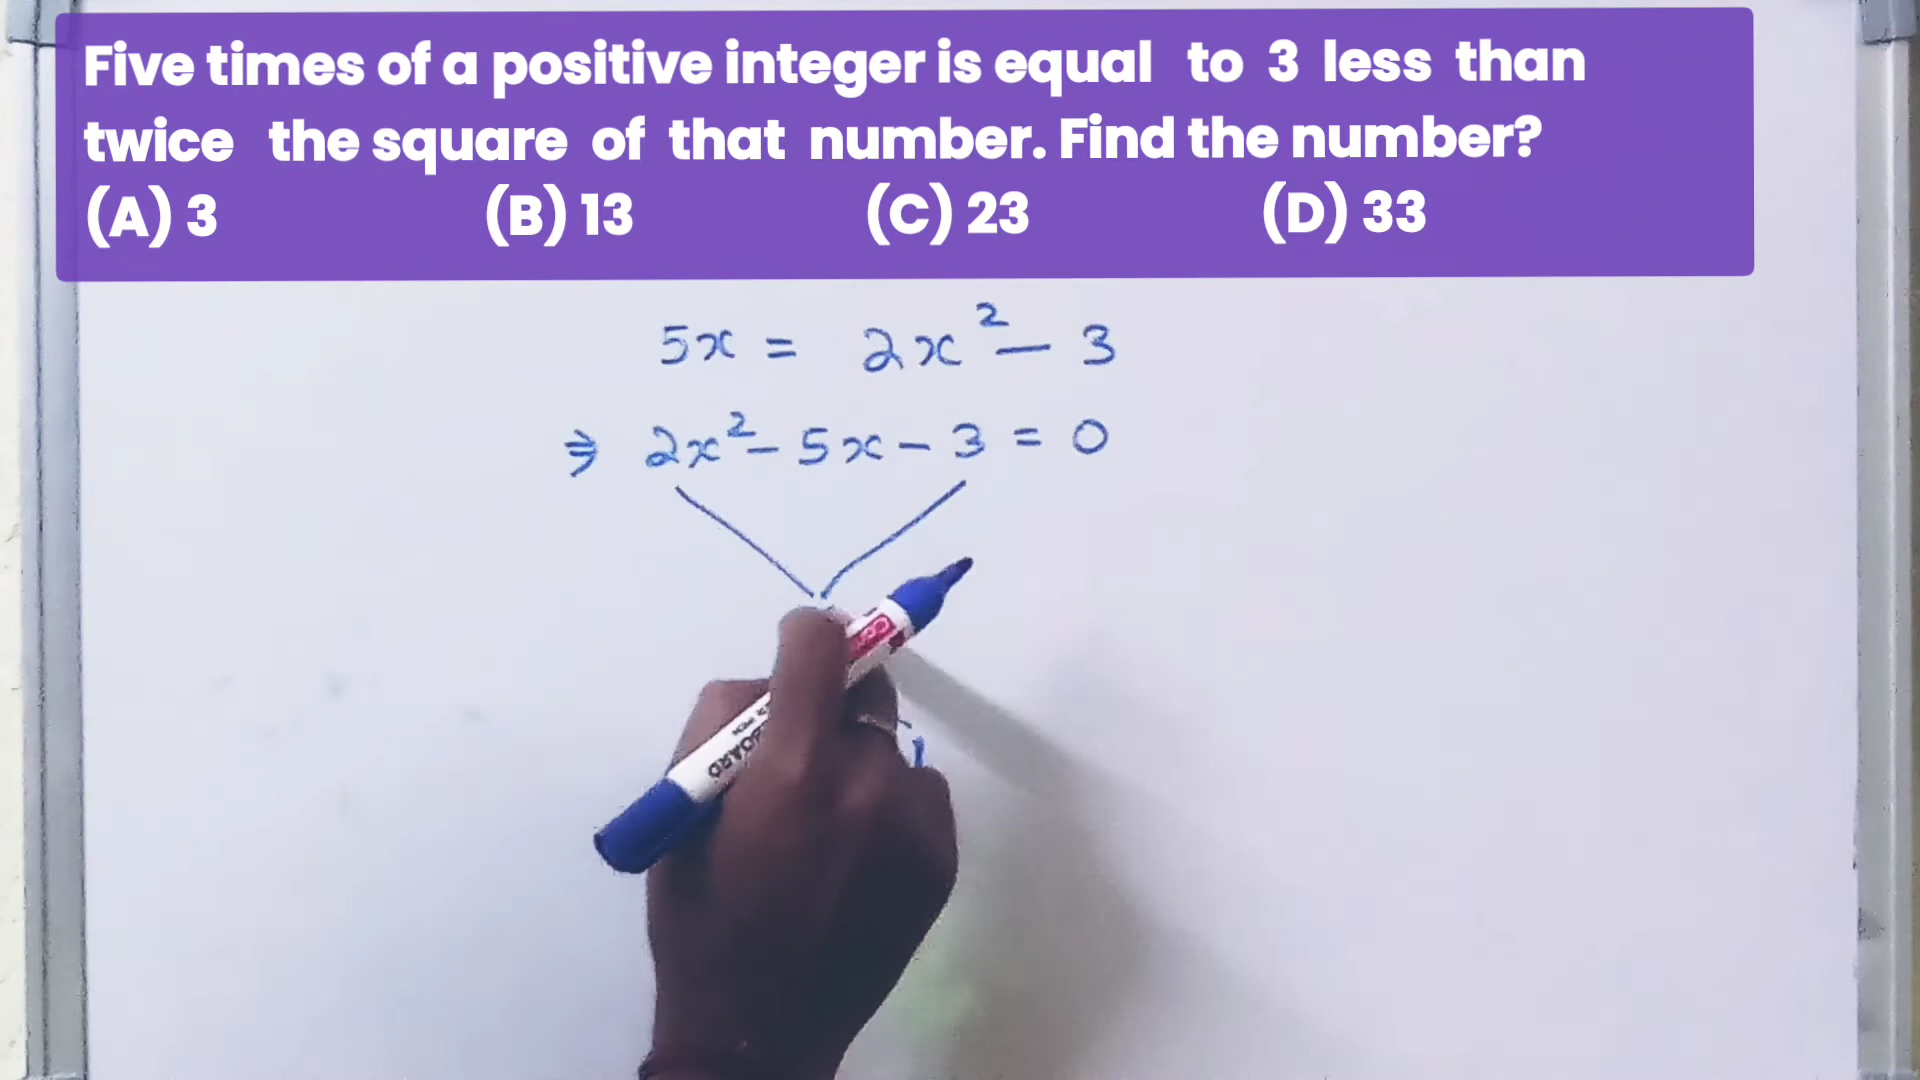 Five times of a positive integer is equal to 3 less than
twice the square of that number. Find the number?
(A) 3 (B) 13 (C) 23 (D) 33
5x = 2x² - 3
⇒ 2x² - 5x - 3 = 0